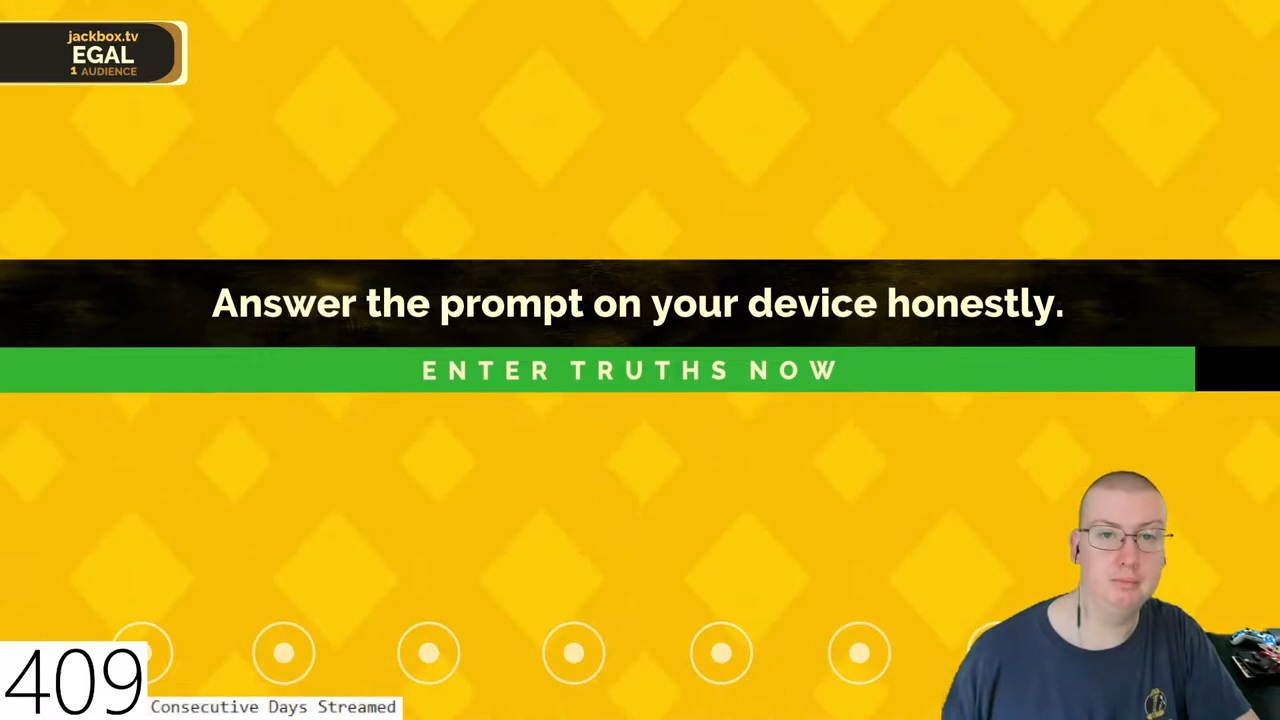 jackbox.tv
EGAL
1 AUDIENCE
Answer the prompt on your device honestly.
ENTER TRUTHS NOW
409
Consecutive Days Streamed